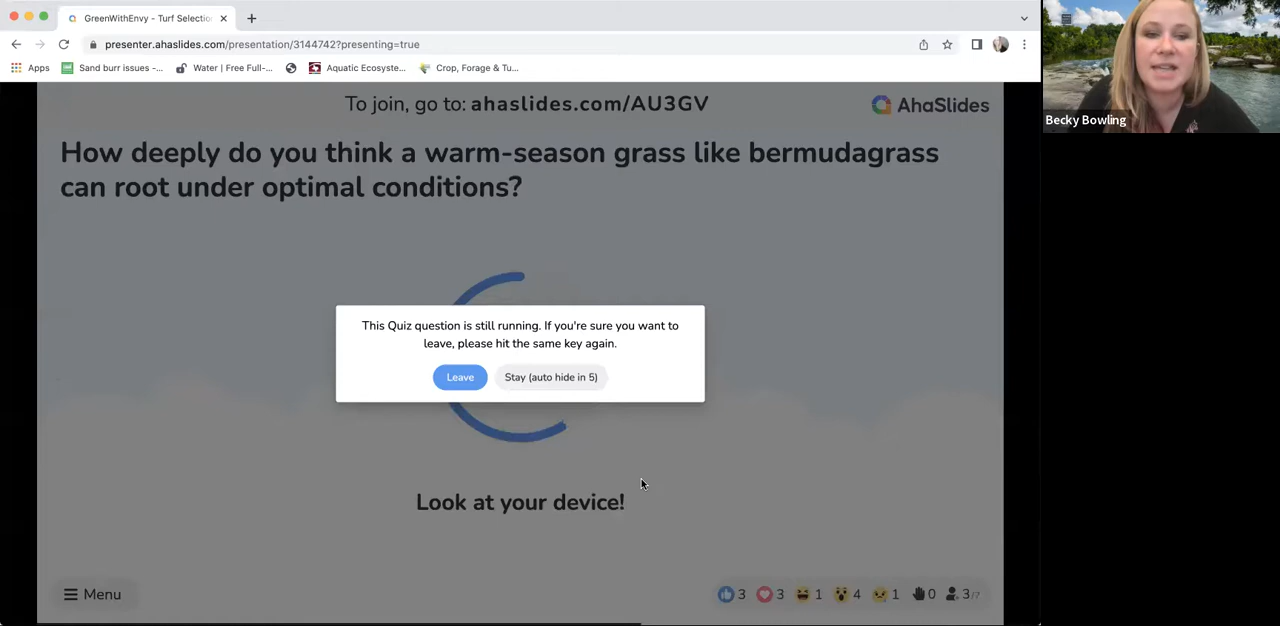 GreenWithEnvy - Turf Selectio
presenter.ahaslides.com/presentation/3144742?presenting=true
Apps
Sand burr issues -...
Water | Free Full-...
Aquatic Ecosyste...
Crop, Forage & Tu...
Becky Bowling
To join, go to: ahaslides.com/AU3GV
AhaSlides
How deeply do you think a warm-season grass like bermudagrass
can root under optimal conditions?
This Quiz question is still running. If you're sure you want to
leave, please hit the same key again.
Leave
Stay (auto hide in 5)
Look at your device!
Menu
3
3
1
4
1
0
3/7